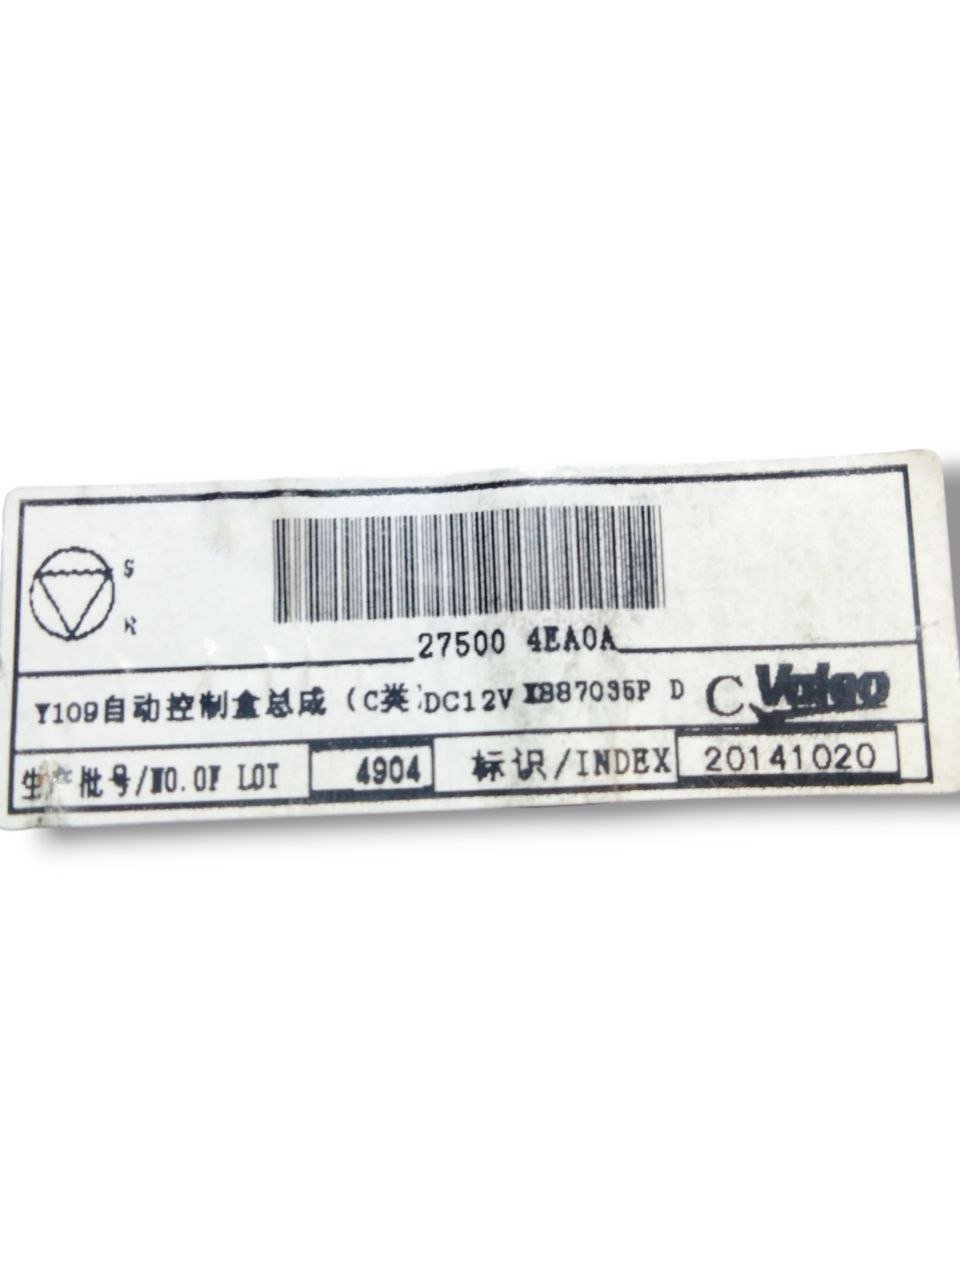 S
R
27500 4EA0A
Y109自动控制盒总成（C类）DC12V X887035P D C Valeo
生产批号/NO.OF LOT 4904 标识/INDEX 20141020